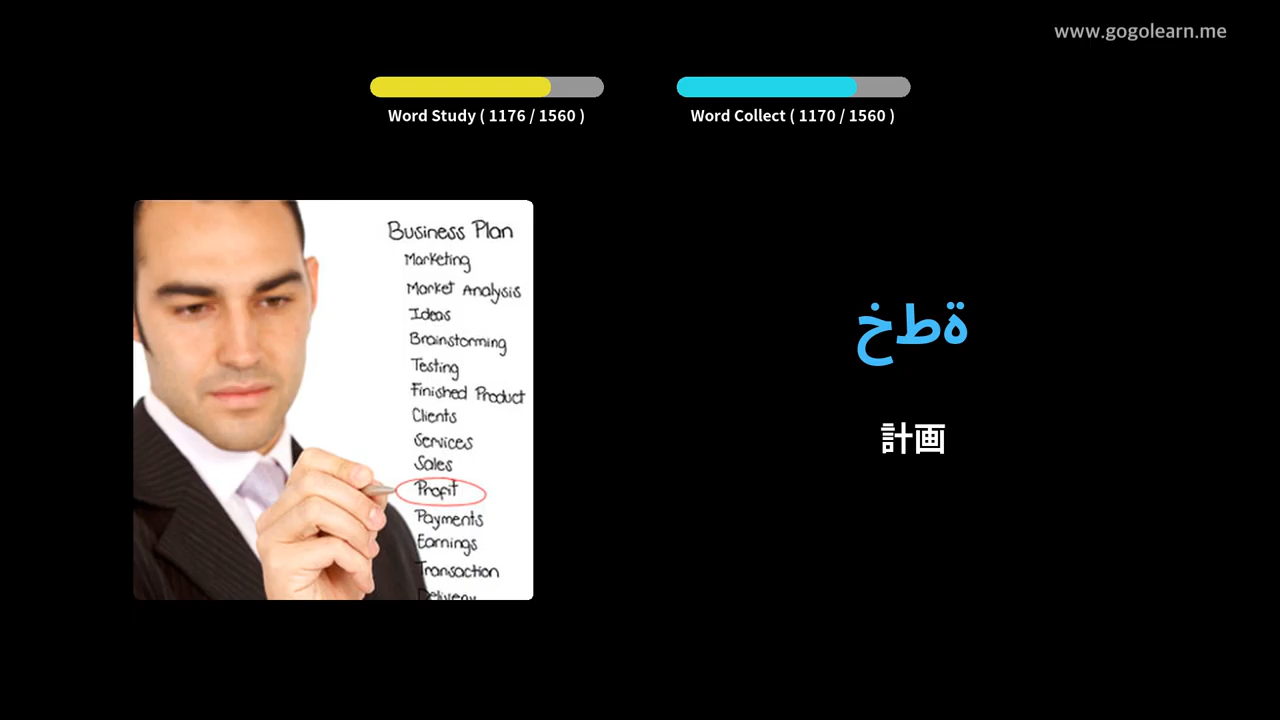 www.gogolearn.me
Word Study ( 1176 / 1560 )
Word Collect ( 1170 / 1560 )
Business Plan
Marketing
Market Analysis
Ideas
Brainstorming
Testing
Finished Product
Clients
Services
Sales
Profit
Payments
Earnings
Transaction
Delivery
خطة
計画